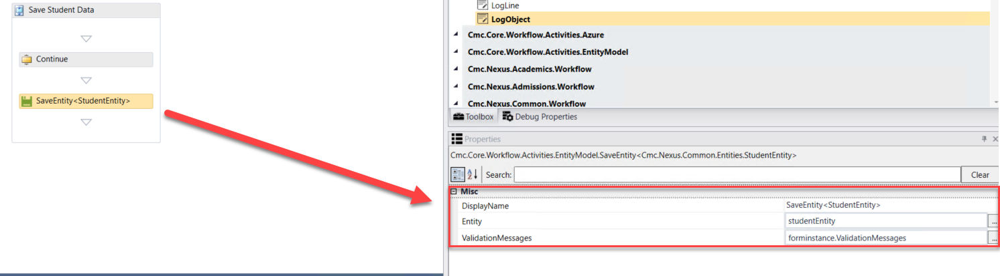 Save Student Data
Continue
SaveEntity<StudentEntity>
LogLine
LogObject
Cmc.Core.Workflow.Activities.Azure
Cmc.Core.Workflow.Activities.EntityModel
Cmc.Nexus.Academics.Workflow
Cmc.Nexus.Admissions.Workflow
Cmc.Nexus.Common.Workflow
Toolbox Debug Properties
Properties
Cmc.Core.Workflow.Activities.EntityModel.SaveEntity<Cmc.Nexus.Common.Entities.StudentEntity>
Search: Clear
Misc
DisplayName SaveEntity<StudentEntity>
Entity studentEntity ...
ValidationMessages forminstance.ValidationMessages ...